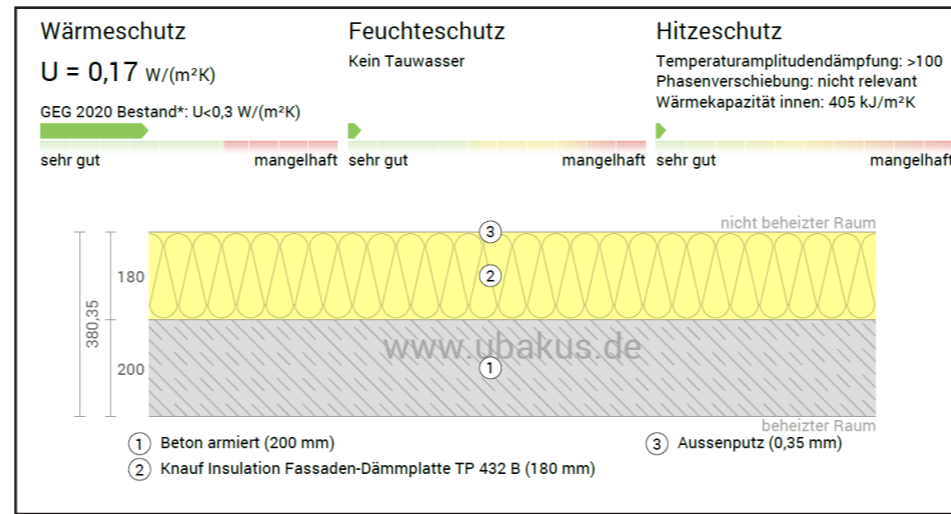 Wärmeschutz
U = 0,17 W/(m²K)
GEG 2020 Bestand*: U<0,3 W/(m²K)
sehr gut mangelhaft
Feuchteschutz
Kein Tauwasser
sehr gut mangelhaft
Hitzeschutz
Temperaturamplitudendämpfung: >100
Phasenverschiebung: nicht relevant
Wärmekapazität innen: 405 kJ/m²K
sehr gut mangelhaft
nicht beheizter Raum
3
180
2
380,35
www.ubakus.de
200
1
beheizter Raum
1 Beton armiert (200 mm)
2 Knauf Insulation Fassaden-Dämmplatte TP 432 B (180 mm)
3 Aussenputz (0,35 mm)